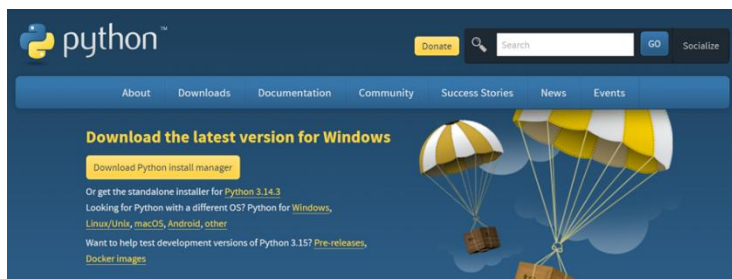 python™
Donate
Search
GO
Socialize
About Downloads Documentation Community Success Stories News Events
Download the latest version for Windows
Download Python install manager
Or get the standalone installer for Python 3.14.3
Looking for Python with a different OS? Python for Windows,
Linux/Unix, macOS, Android, other
Want to help test development versions of Python 3.15? Pre-releases,
Docker images